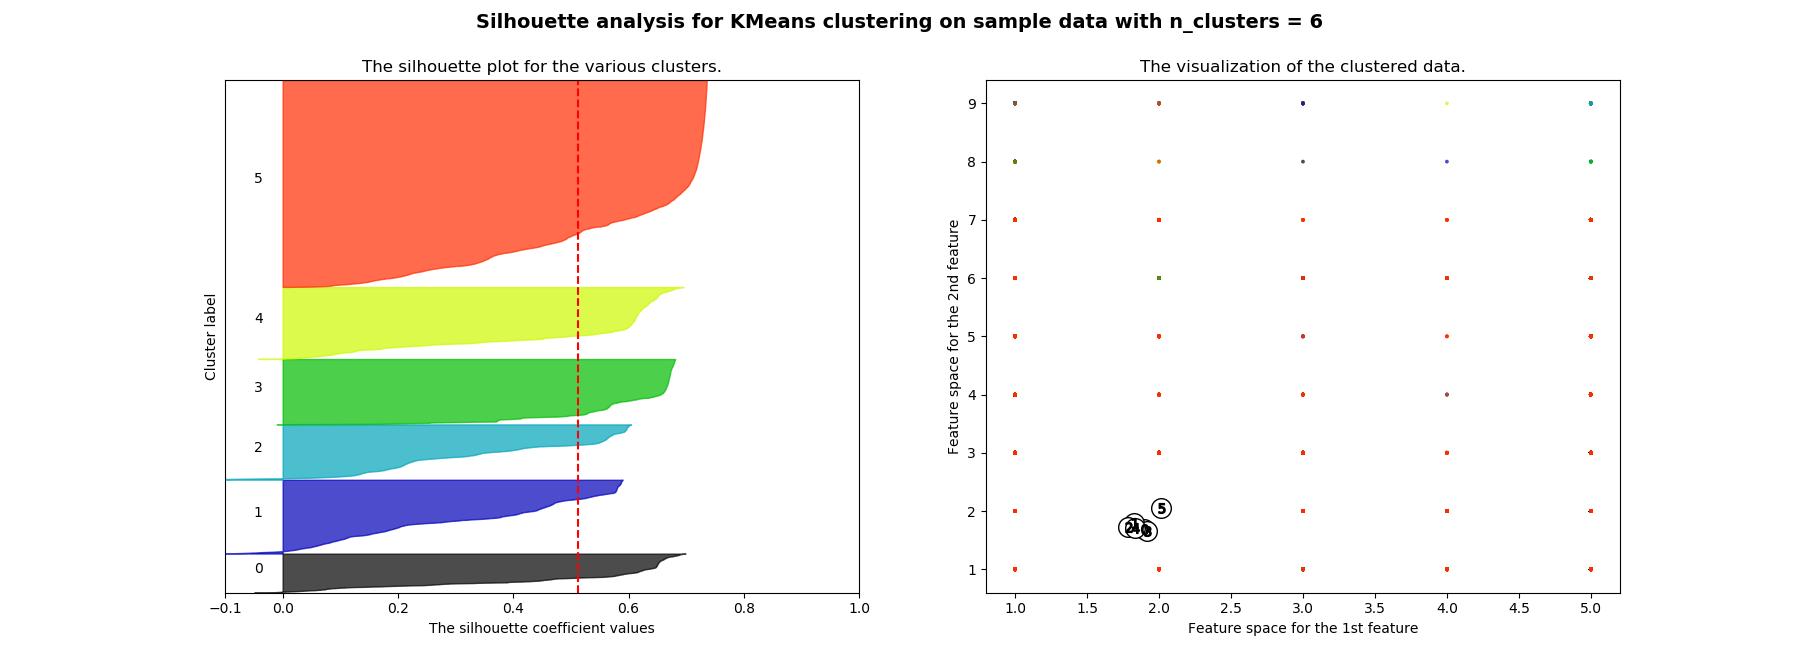 Silhouette analysis for KMeans clustering on sample data with n_clusters = 6
The silhouette plot for the various clusters.
Cluster label
5
4
3
2
1
0
−0.1 0.0 0.2 0.4 0.6 0.8 1.0
The silhouette coefficient values
The visualization of the clustered data.
Feature space for the 2nd feature
9
8
7
6
5
4
3
2
1
5
1
2
4
1.0 1.5 2.0 2.5 3.0 3.5 4.0 4.5 5.0
Feature space for the 1st feature